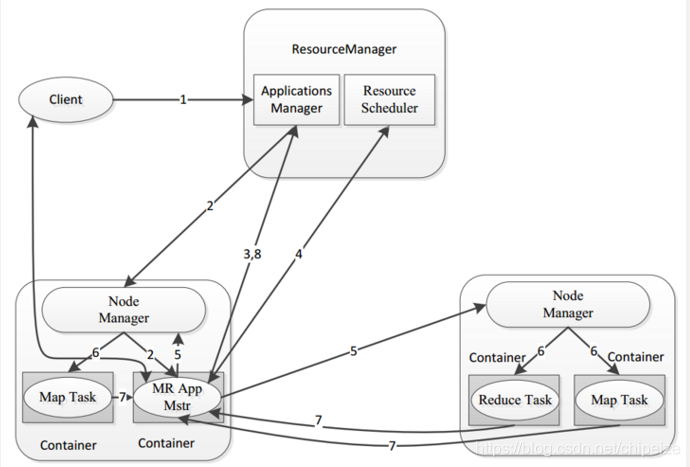 ResourceManager
Applications
Manager
Resource
Scheduler
Client
1
2
3,8
4
Node
Manager
6
2
5
Map Task
7
MR App
Mstr
Container
Container
5
Node
Manager
Container
6
6
Container
Reduce Task
Map Task
7
7
https://blog.csdn.net/chipeize